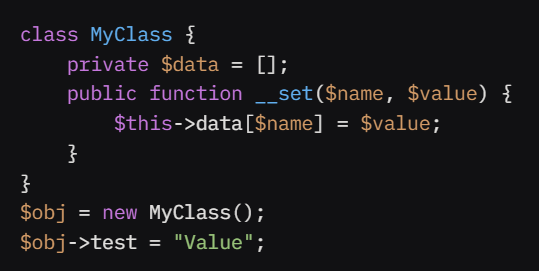 class MyClass {
    private $data = [];
    public function __set($name, $value) {
        $this->data[$name] = $value;
    }
}
$obj = new MyClass();
$obj->test = "Value";